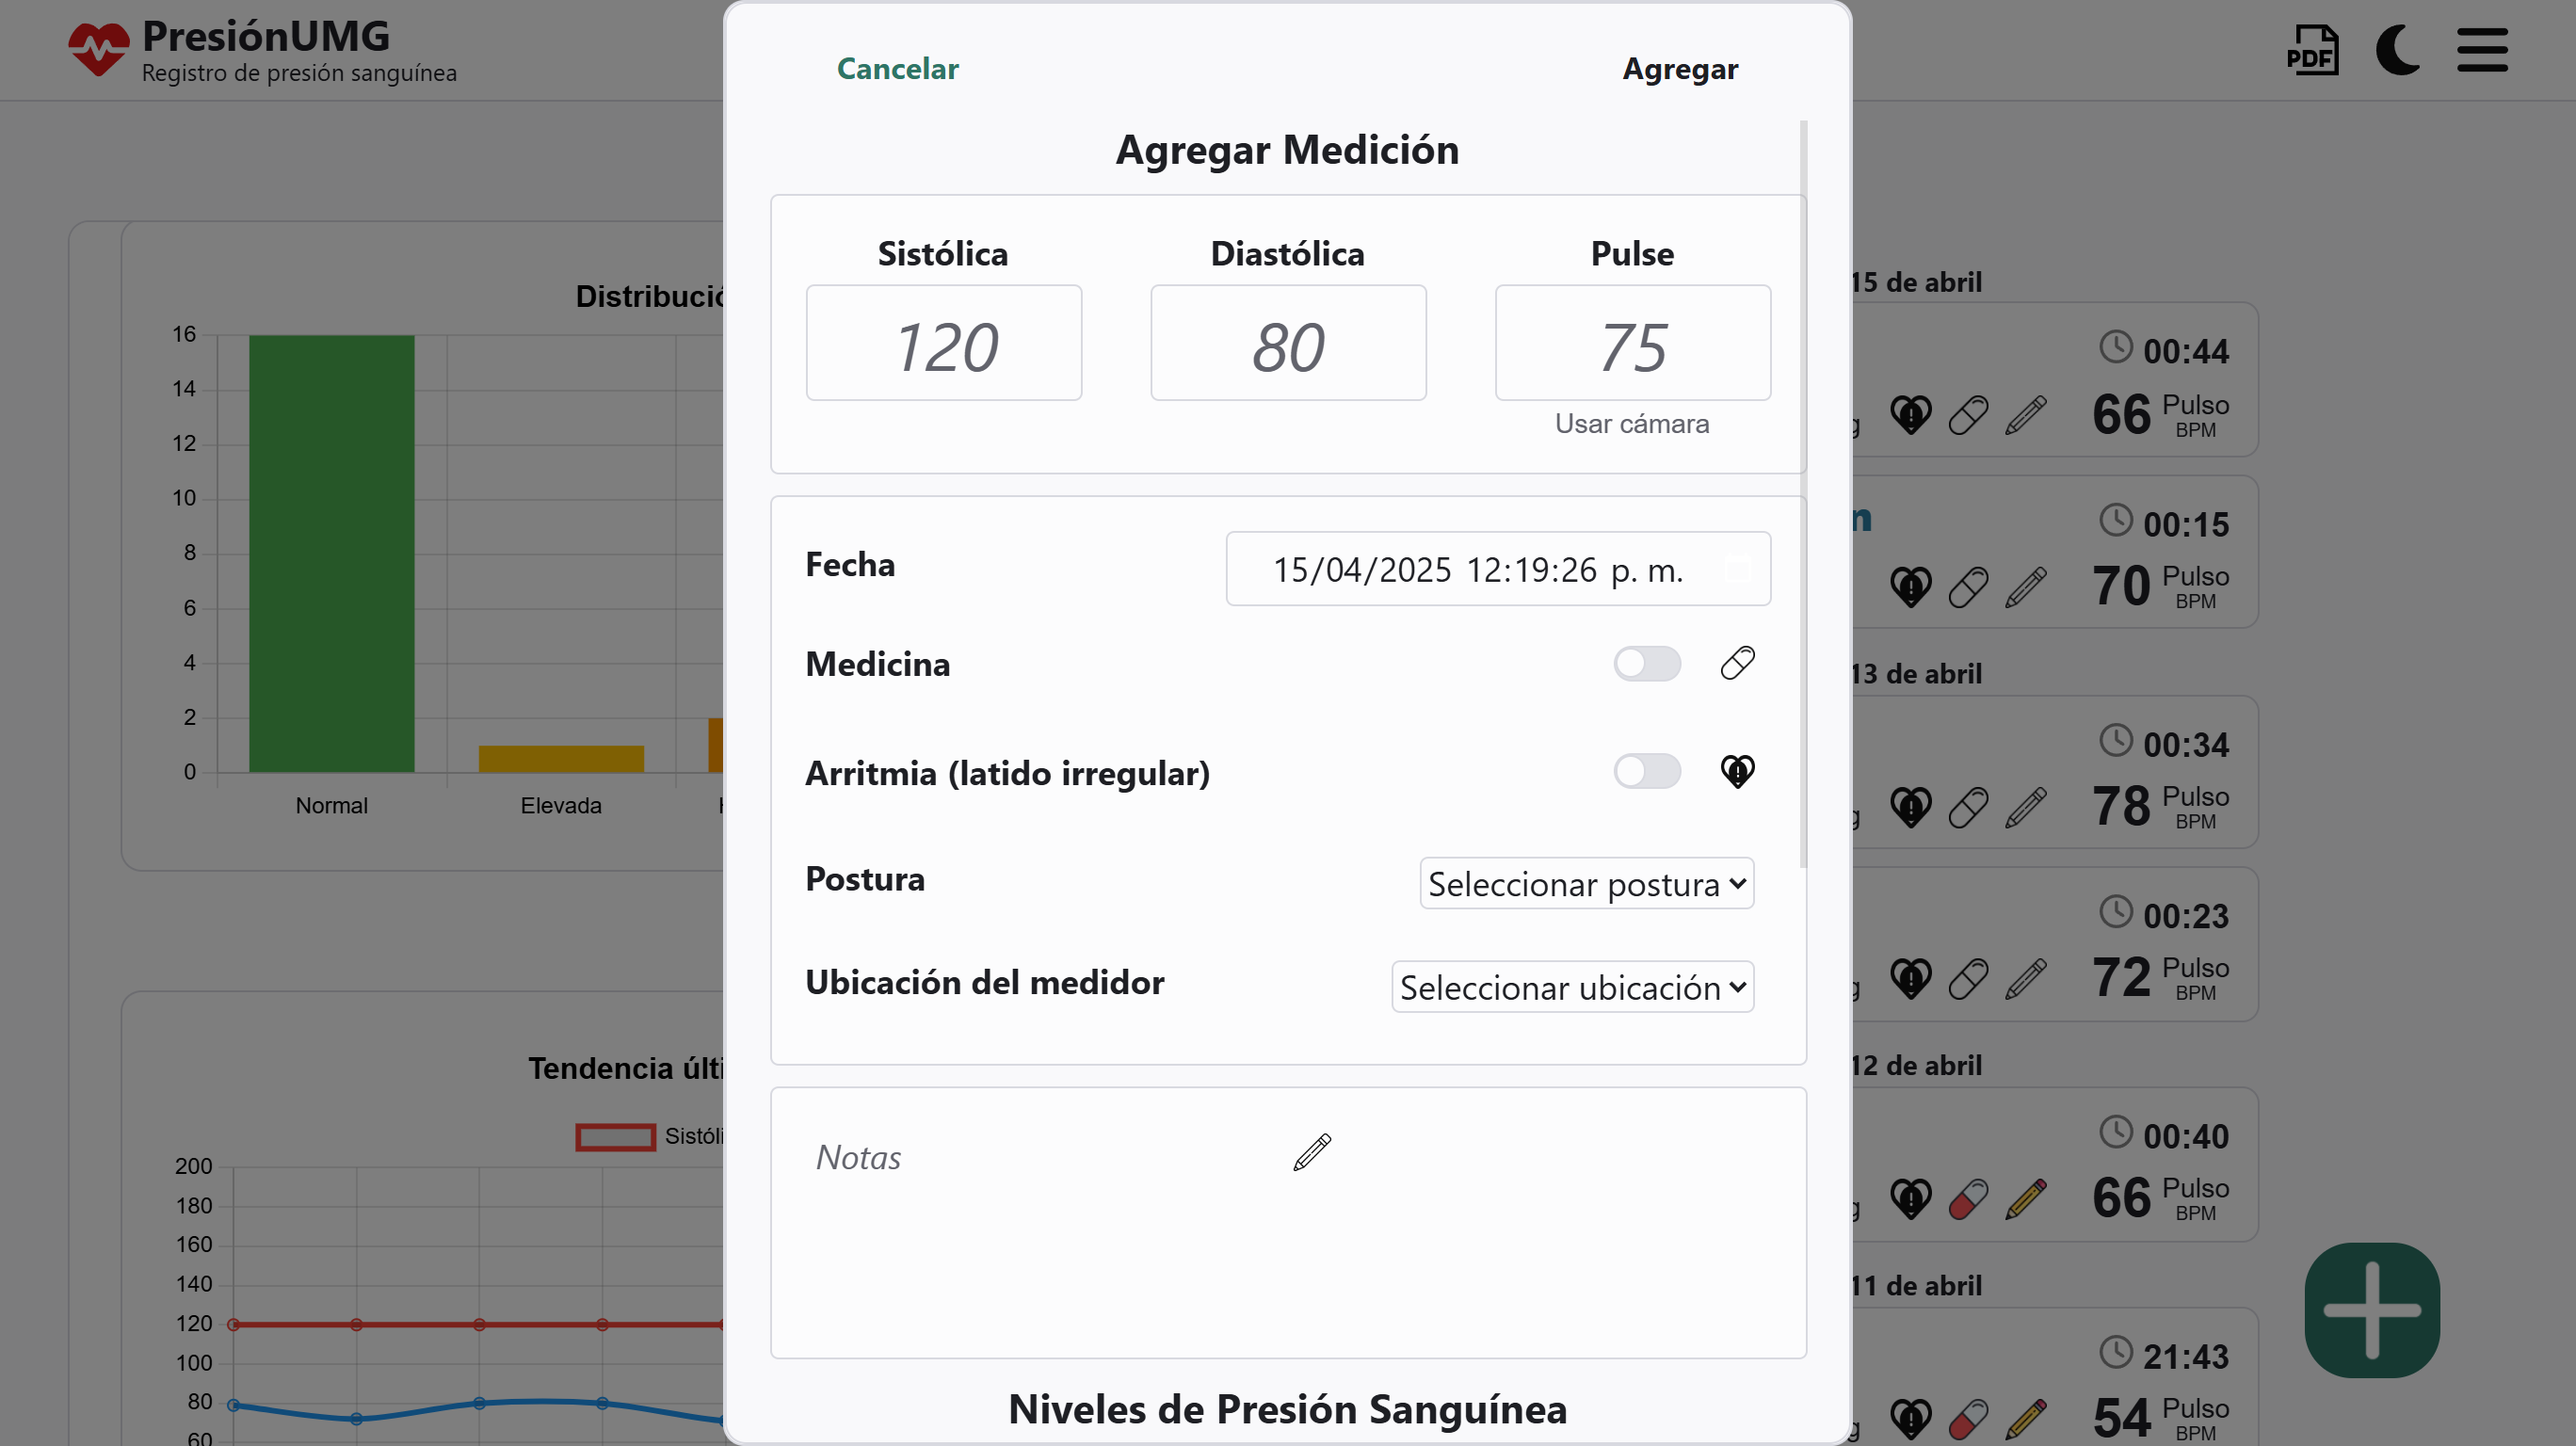 PresiónUMG
Registro de presión sanguínea
PDF
Cancelar
Agregar
Agregar Medición
Sistólica
Diastólica
Pulse
120
80
75
Usar cámara
Fecha
15/04/2025 12:19:26 p. m.
Medicina
Arritmia (latido irregular)
Postura
Seleccionar postura
Ubicación del medidor
Seleccionar ubicación
Notas
Niveles de Presión Sanguínea
16
14
12
10
8
6
4
2
0
Normal
Elevada
200
180
160
140
120
100
80
60
Tendencia
15 de abril
00:44
66 Pulso
BPM
00:15
70 Pulso
BPM
13 de abril
00:34
78 Pulso
BPM
00:23
72 Pulso
BPM
12 de abril
00:40
66 Pulso
BPM
11 de abril
21:43
54 Pulso
BPM